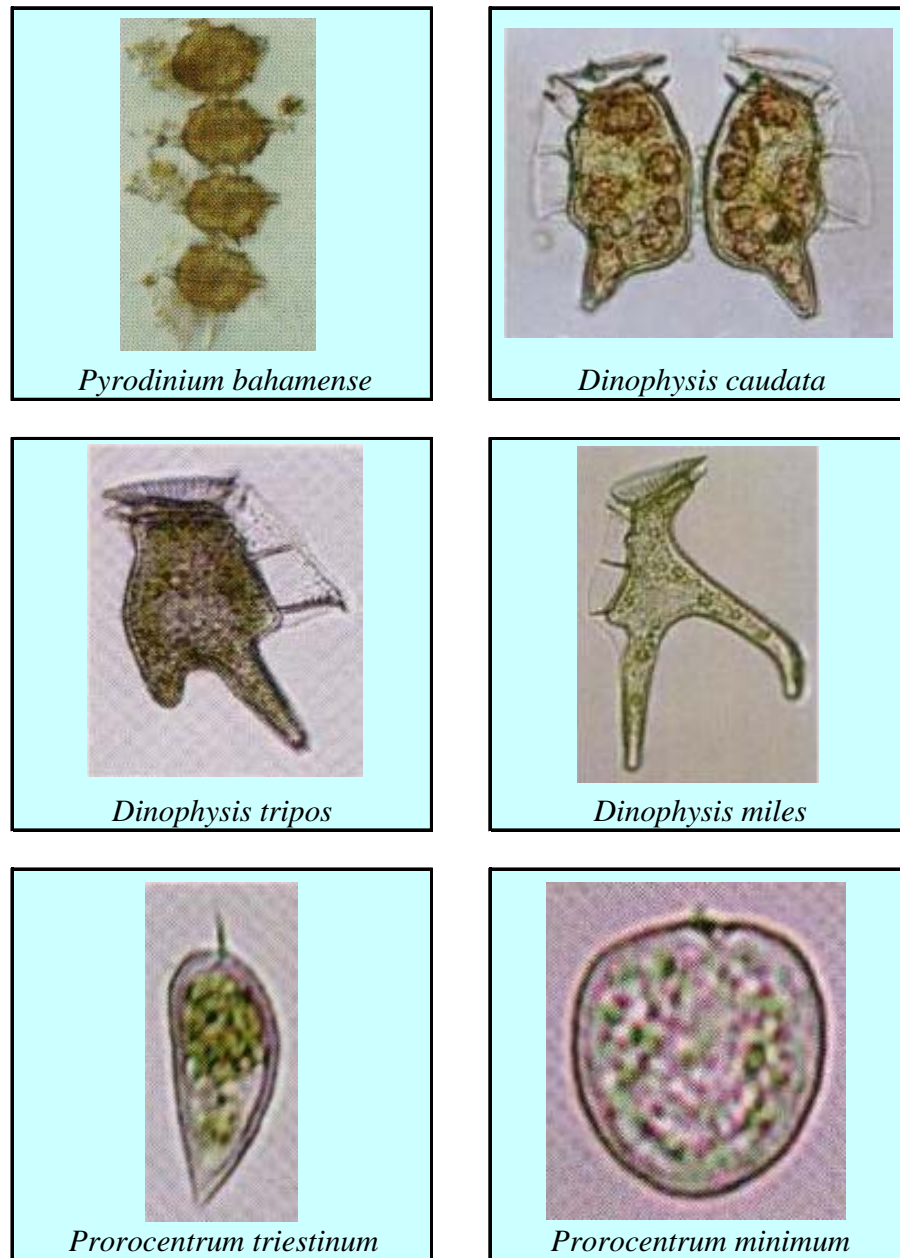 Pyrodinium bahamense
Dinophysis caudata
Dinophysis tripos
Dinophysis miles
Prorocentrum triestinum
Prorocentrum minimum